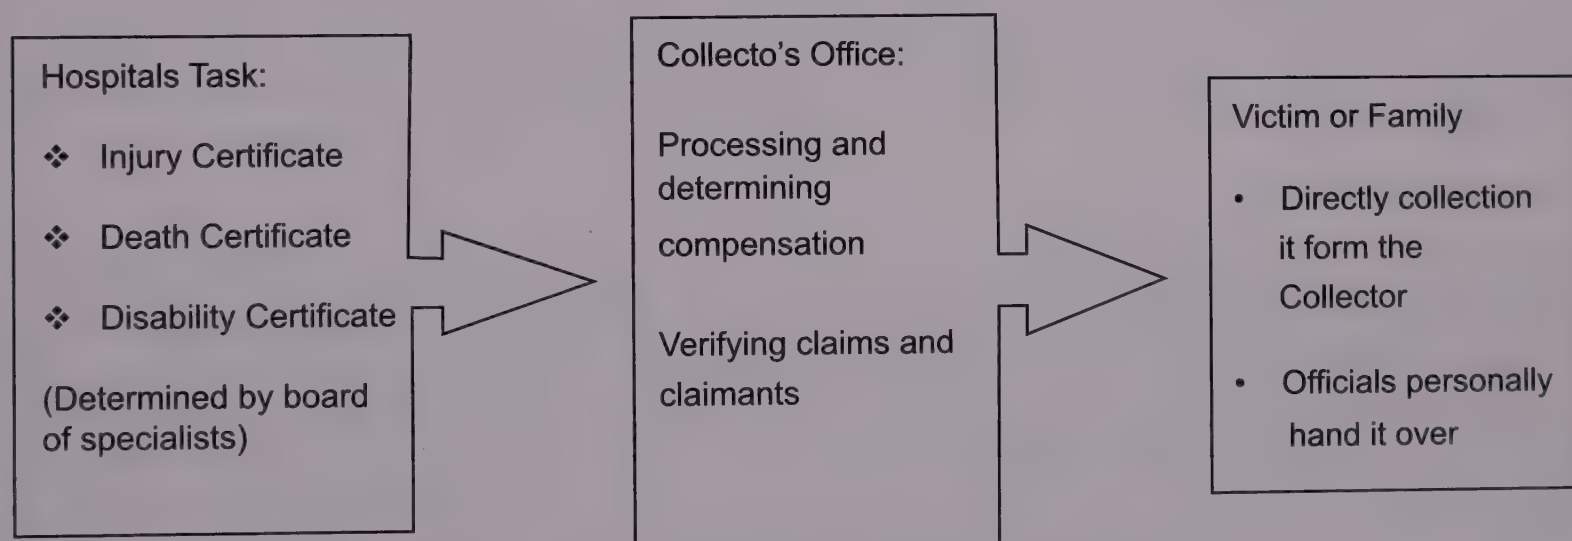 Hospitals Task:
❖ Injury Certificate
❖ Death Certificate
❖ Disability Certificate
(Determined by board
of specialists)
Collecto's Office:
Processing and
determining
compensation
Verifying claims and
claimants
Victim or Family
• Directly collection
it form the
Collector
• Officials personally
hand it over